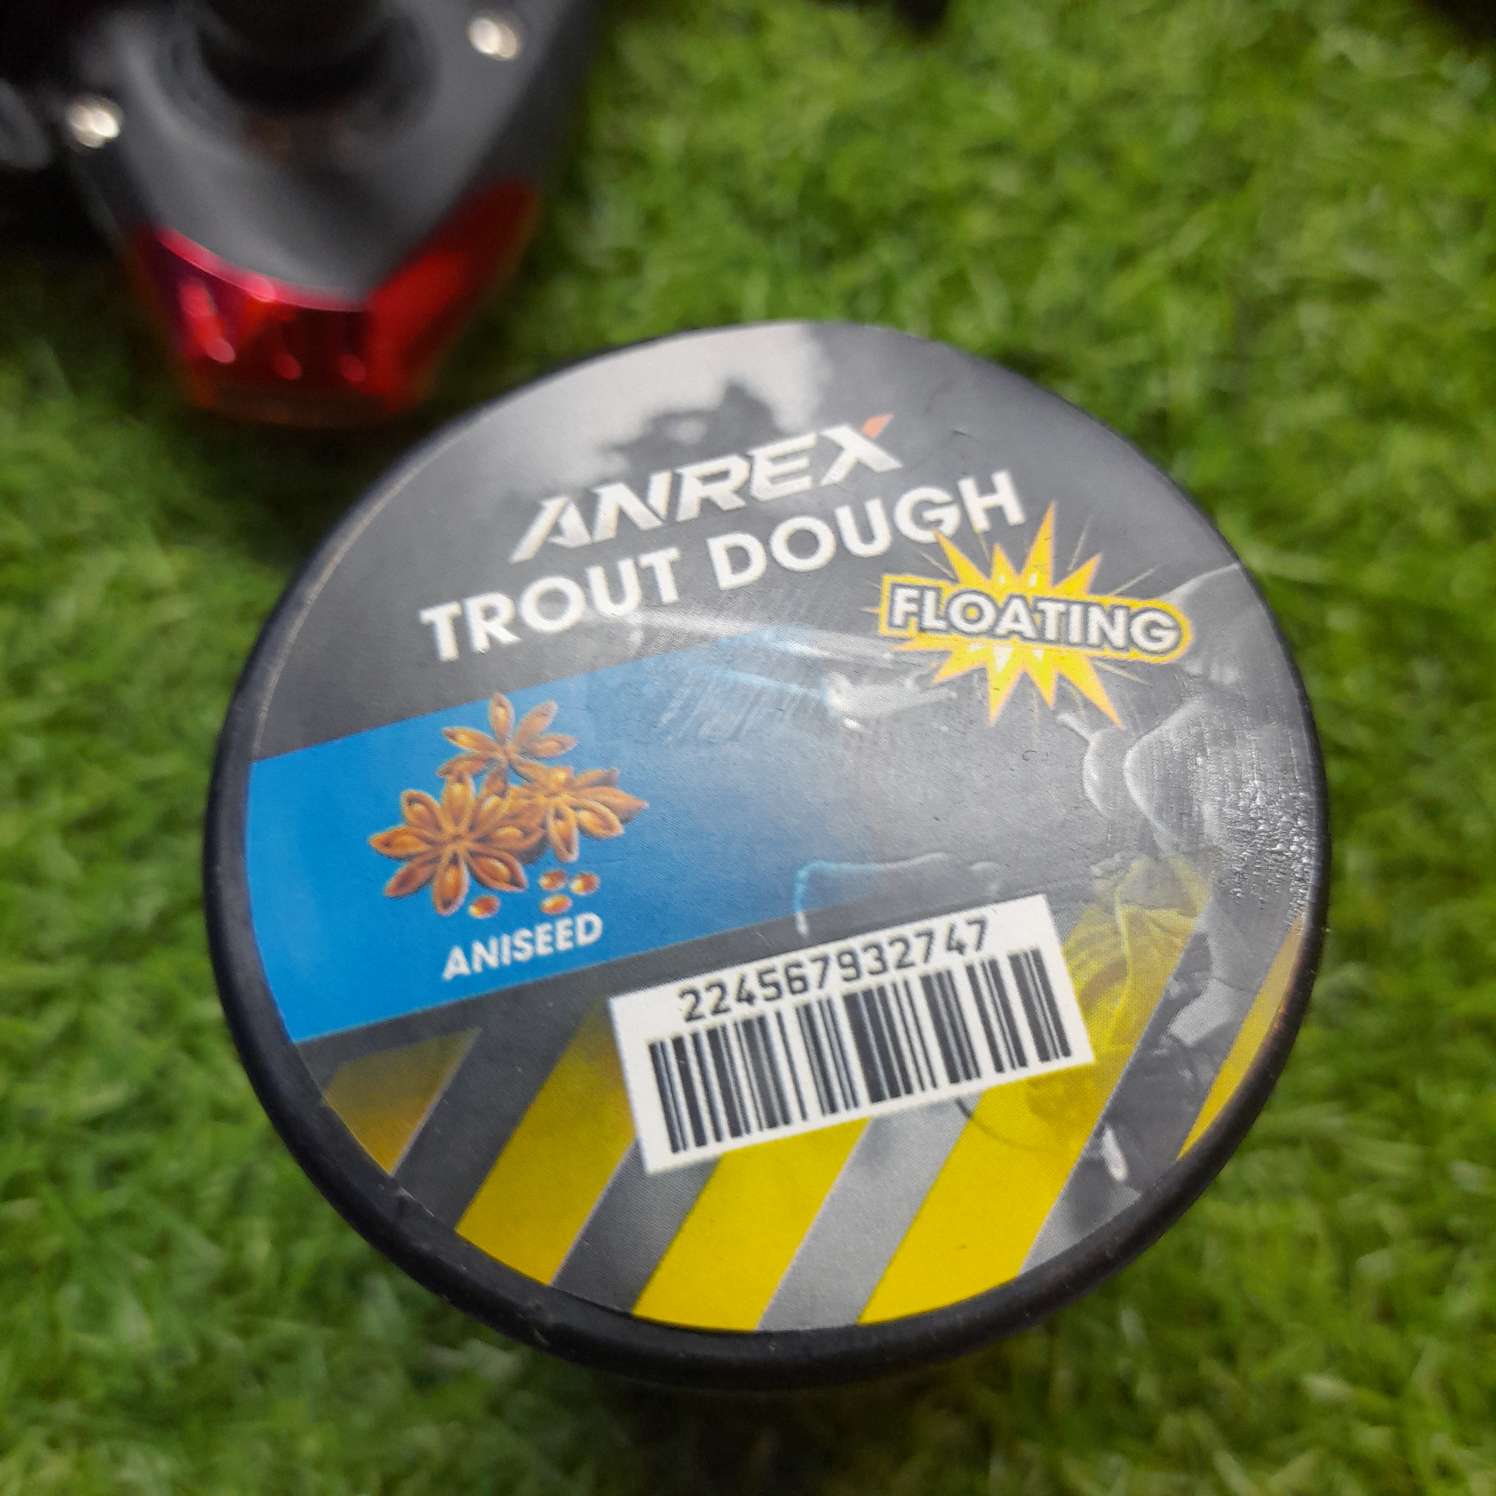 ANREX
TROUT DOUGH
FLOATING
ANISEED
224567932747